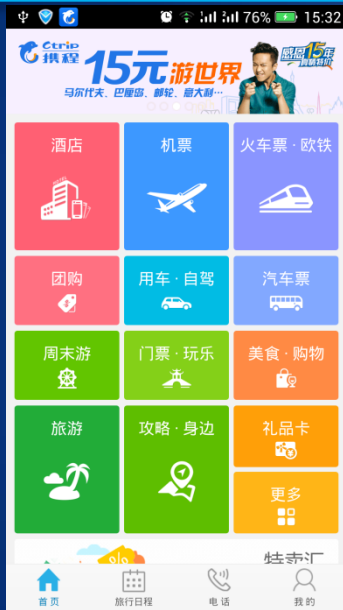 76% 15:32
Ctrip
携程
15元游世界
马尔代夫、巴厘岛、邮轮、意大利…
感恩15年
酒店
机票
火车票·欧铁
团购
用车·自驾
汽车票
周末游
门票·玩乐
美食·购物
旅游
攻略·身边
礼品卡
更多
特卖汇
首页
旅行日程
电话
我的